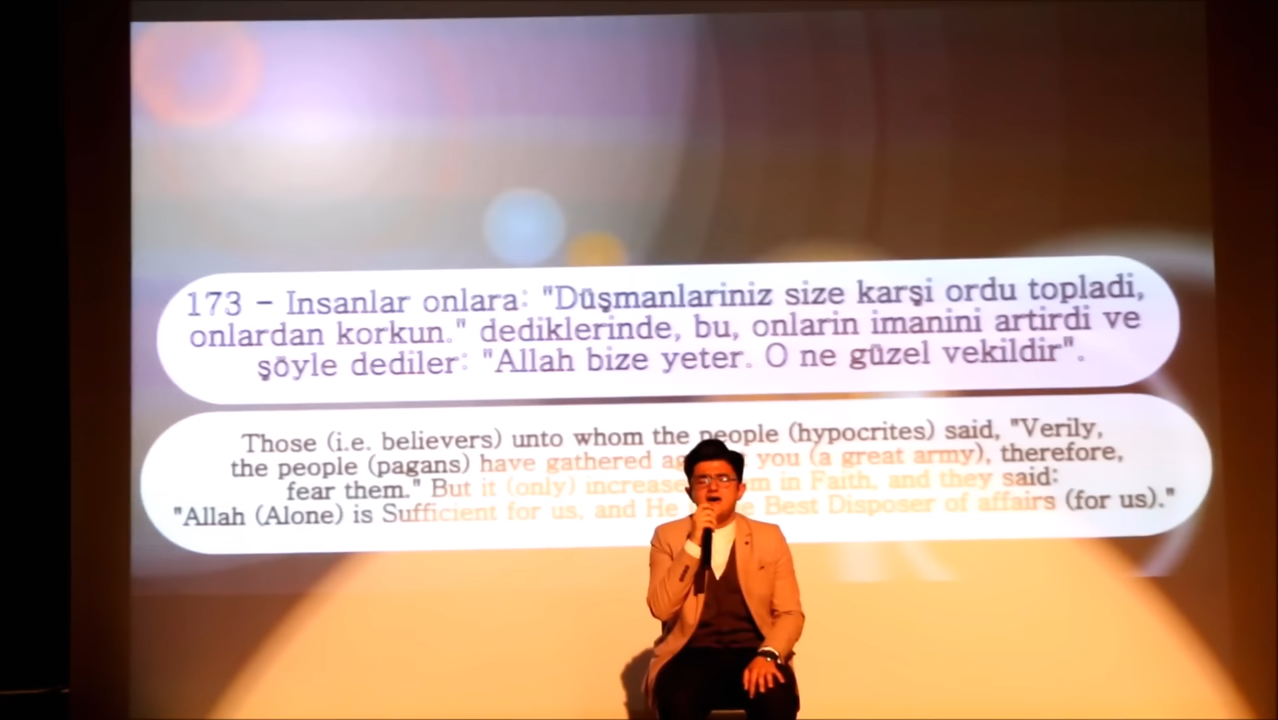 173 - Insanlar onlara: "Düşmanlariniz size karşi ordu topladi,
onlardan korkun." dediklerinde, bu, onlarin imanini artirdi ve
şöyle dediler: "Allah bize yeter. O ne güzel vekildir".
Those (i.e. believers) unto whom the people (hypocrites) said, "Verily,
the people (pagans) have gathered you (a great army), therefore,
fear them." But it (only) in Faith, and they said:
"Allah (Alone) is Sufficient for us, and He Best Disposer of affairs (for us)."